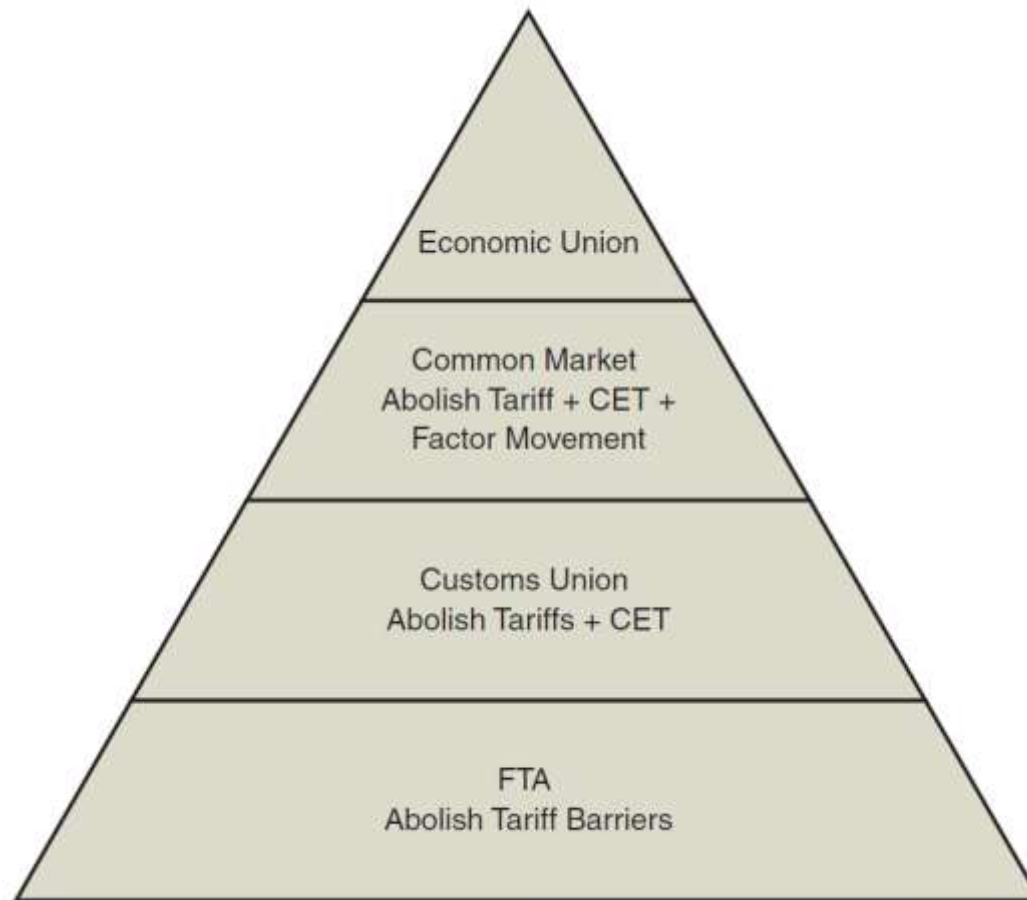 Economic Union
Common Market
Abolish Tariff + CET +
Factor Movement
Customs Union
Abolish Tariffs + CET
FTA
Abolish Tariff Barriers